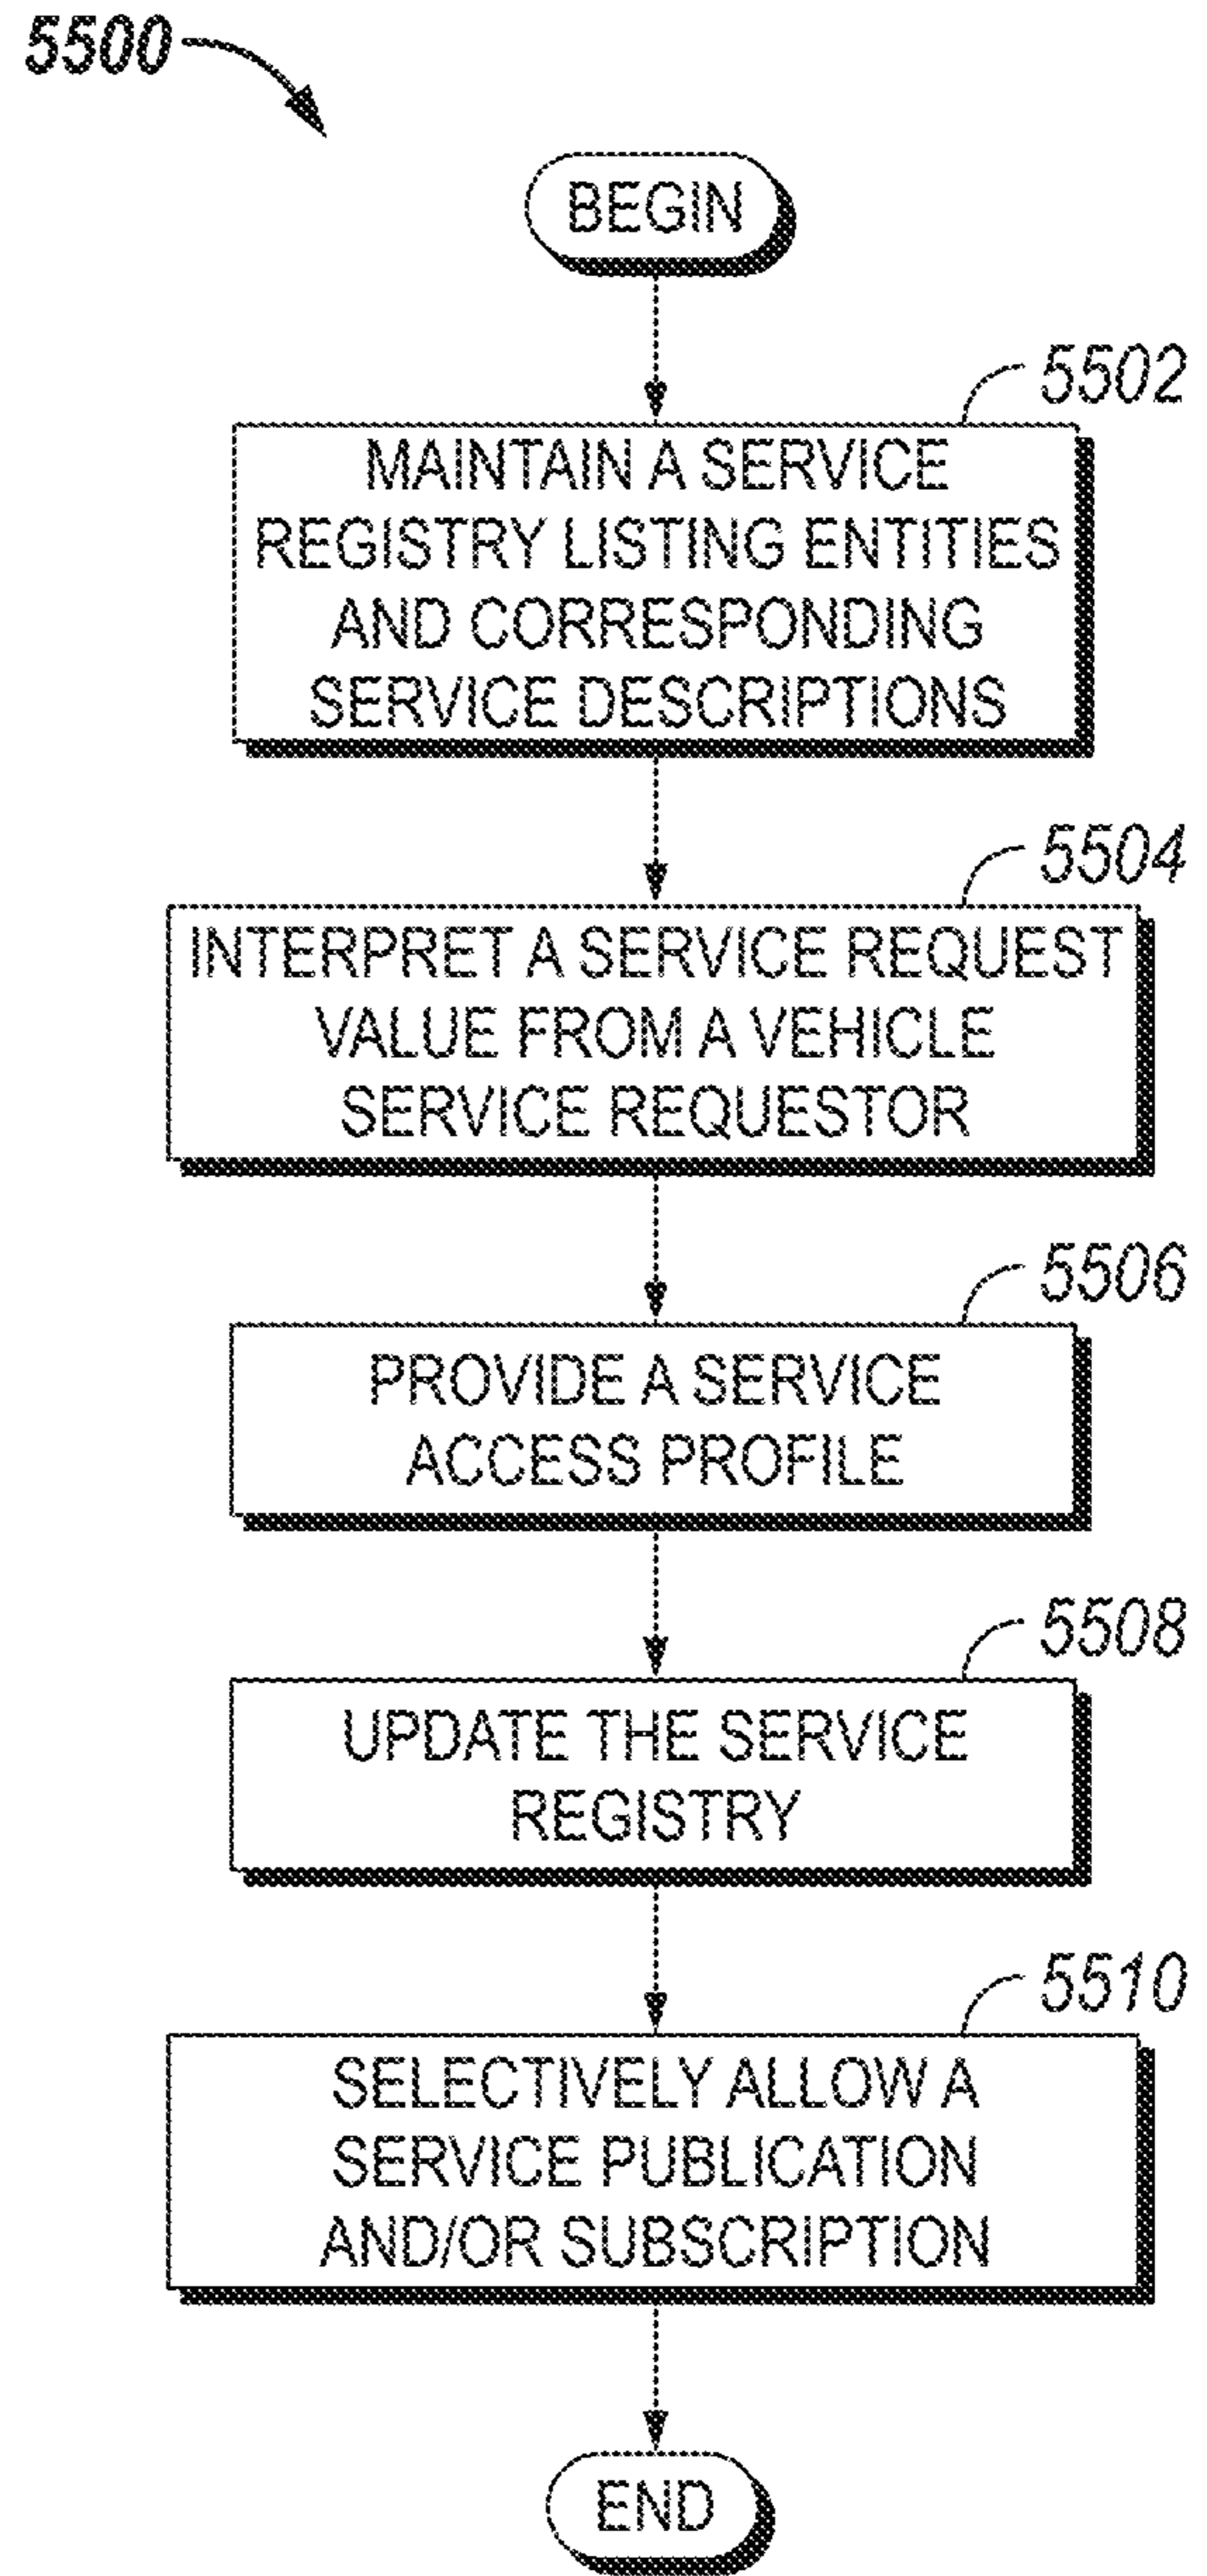 5500
BEGIN
5502
MAINTAIN A SERVICE
REGISTRY LISTING ENTITIES
AND CORRESPONDING
SERVICE DESCRIPTIONS
5504
INTERPRET A SERVICE REQUEST
VALUE FROM A VEHICLE
SERVICE REQUESTOR
5506
PROVIDE A SERVICE
ACCESS PROFILE
5508
UPDATE THE SERVICE
REGISTRY
5510
SELECTIVELY ALLOW A
SERVICE PUBLICATION
AND/OR SUBSCRIPTION
END